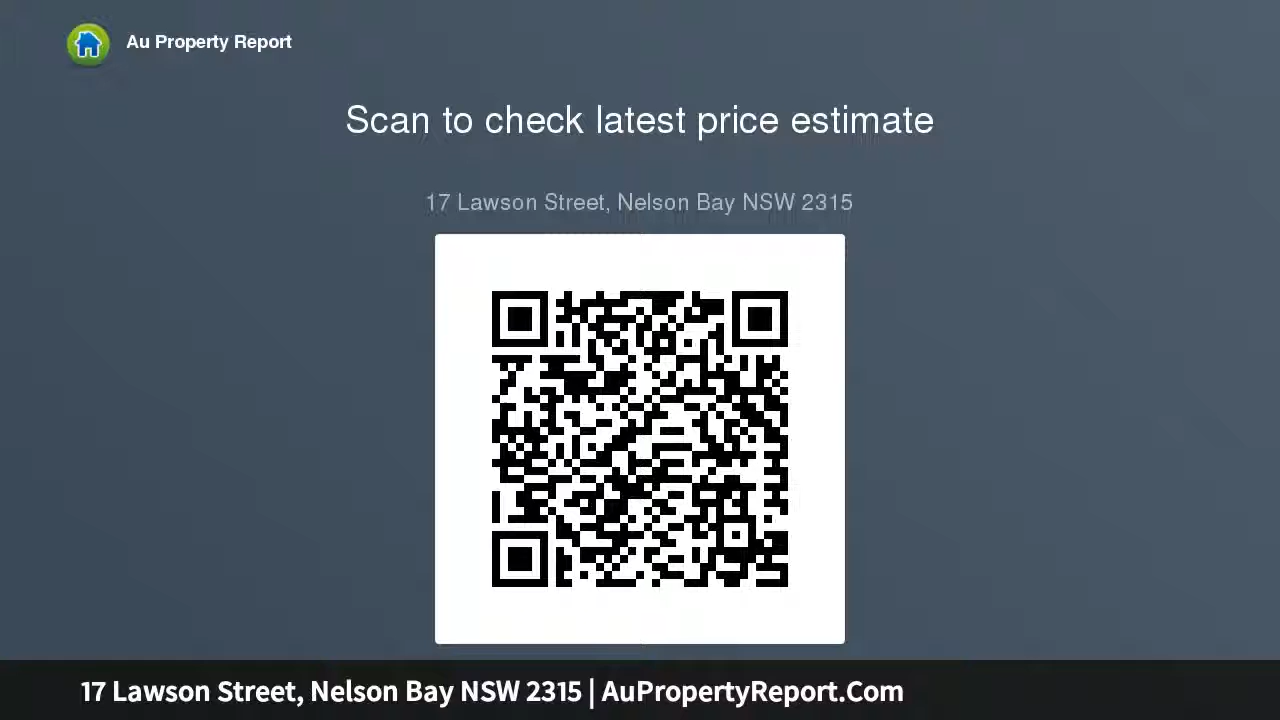 Au Property Report
Scan to check latest price estimate
17 Lawson Street, Nelson Bay NSW 2315
17 Lawson Street, Nelson Bay NSW 2315 | AuPropertyReport.Com